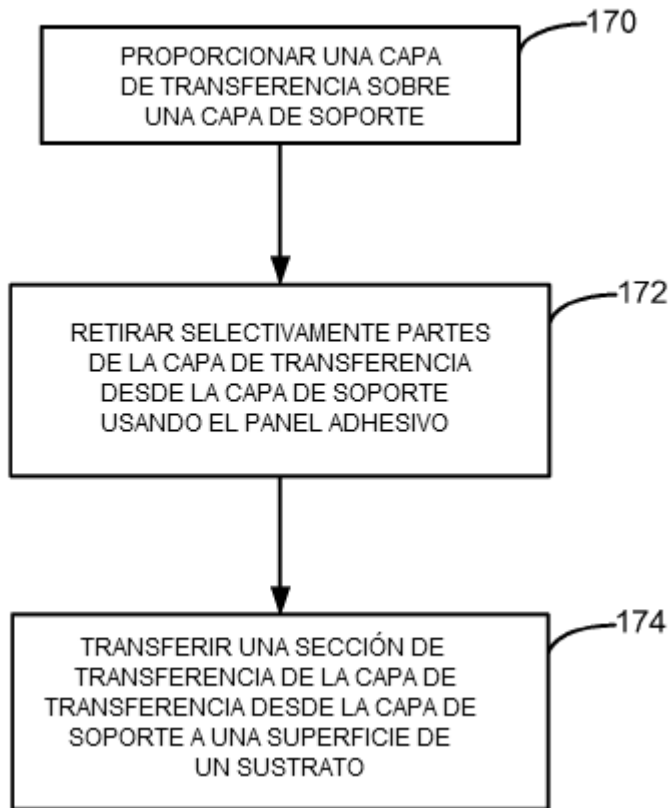 170
PROPORCIONAR UNA CAPA
DE TRANSFERENCIA SOBRE
UNA CAPA DE SOPORTE
172
RETIRAR SELECTIVAMENTE PARTES
DE LA CAPA DE TRANSFERENCIA
DESDE LA CAPA DE SOPORTE
USANDO EL PANEL ADHESIVO
174
TRANSFERIR UNA SECCIÓN DE
TRANSFERENCIA DE LA CAPA DE
TRANSFERENCIA DESDE LA CAPA DE
SOPORTE A UNA SUPERFICIE DE
UN SUSTRATO